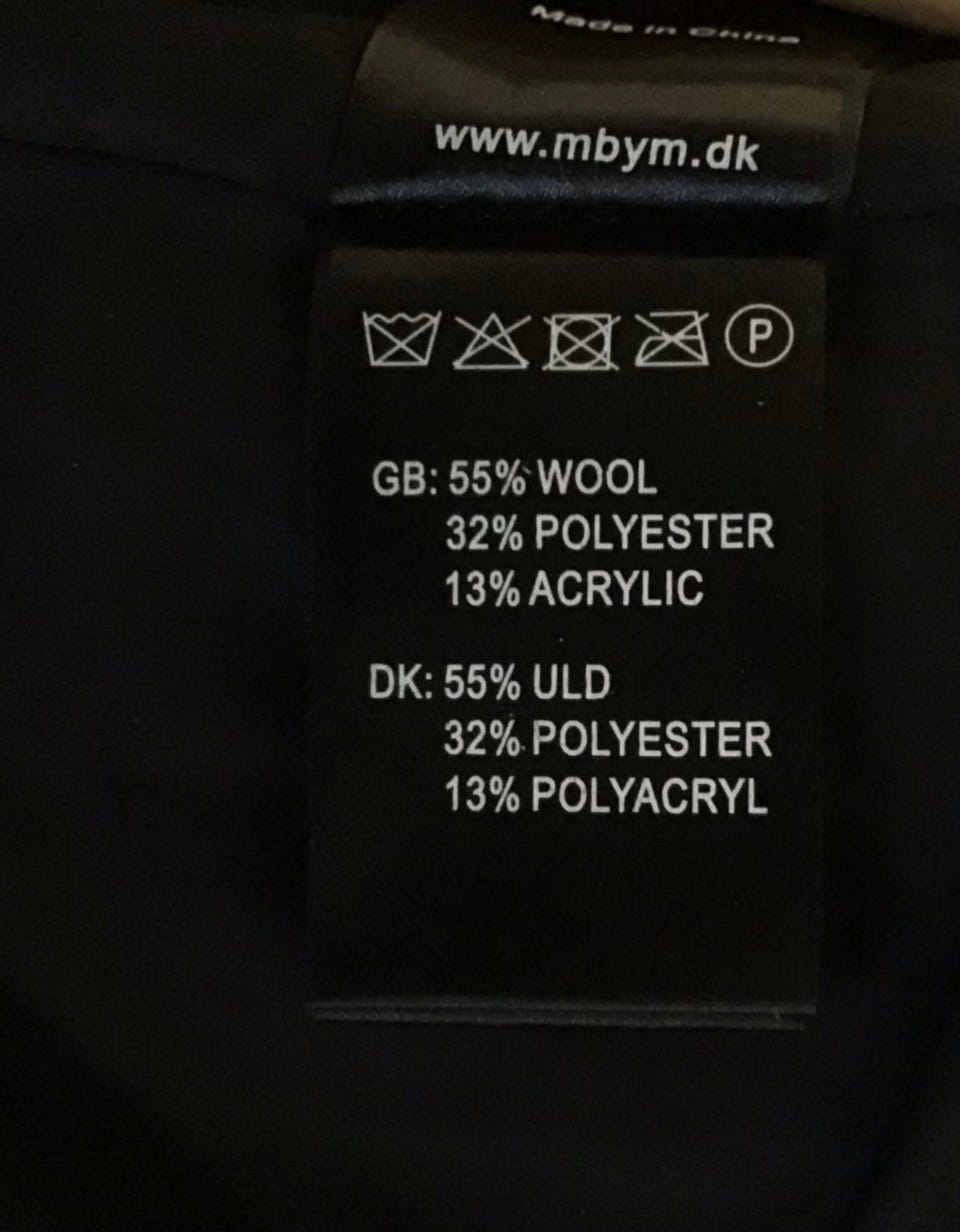 Made in China
www.mbym.dk
P
GB: 55% WOOL
32% POLYESTER
13% ACRYLIC
DK: 55% ULD
32% POLYESTER
13% POLYACRYL